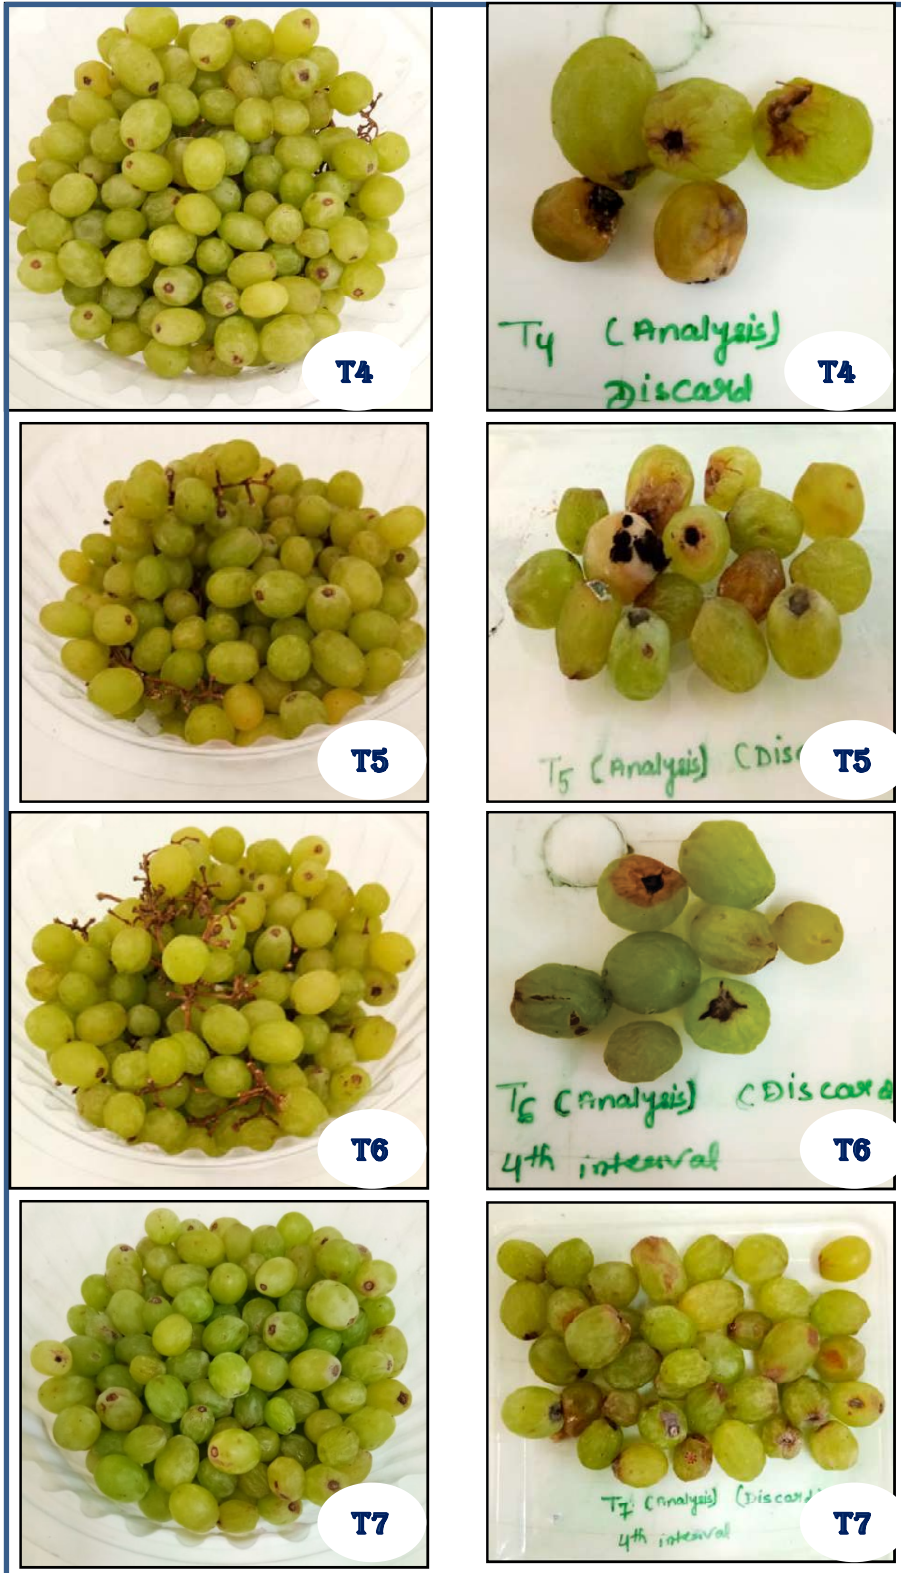 T4
T4 (Analysis)
Discard
T4
T5
T5 (Analysis) (Disc
T5
T6
T6 (Analysis) (Discard
4th interval
T6
T7
T7 (Analysis) (Discard
4th interval
T7